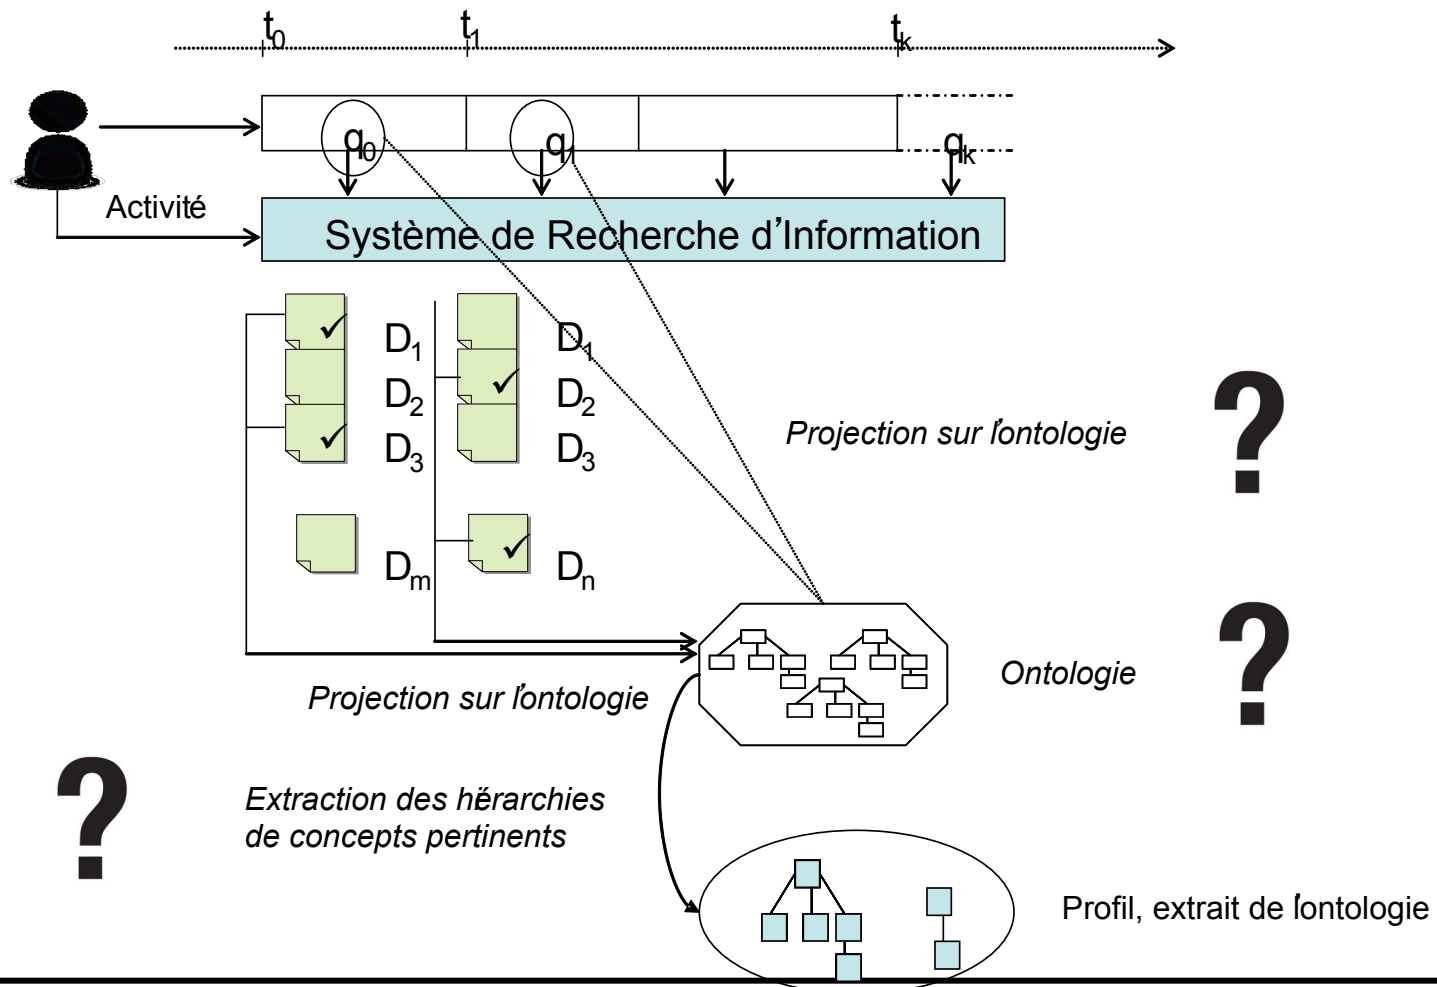 t0 t1 tk
q0 q1 qk
Activité
Système de Recherche d'Information
D1 D1
D2 D2
D3 D3
Projection sur l'ontologie
?
Dm Dn
?
Ontologie
Projection sur l'ontologie
?
Extraction des hiérarchies
de concepts pertinents
Profil, extrait de l'ontologie